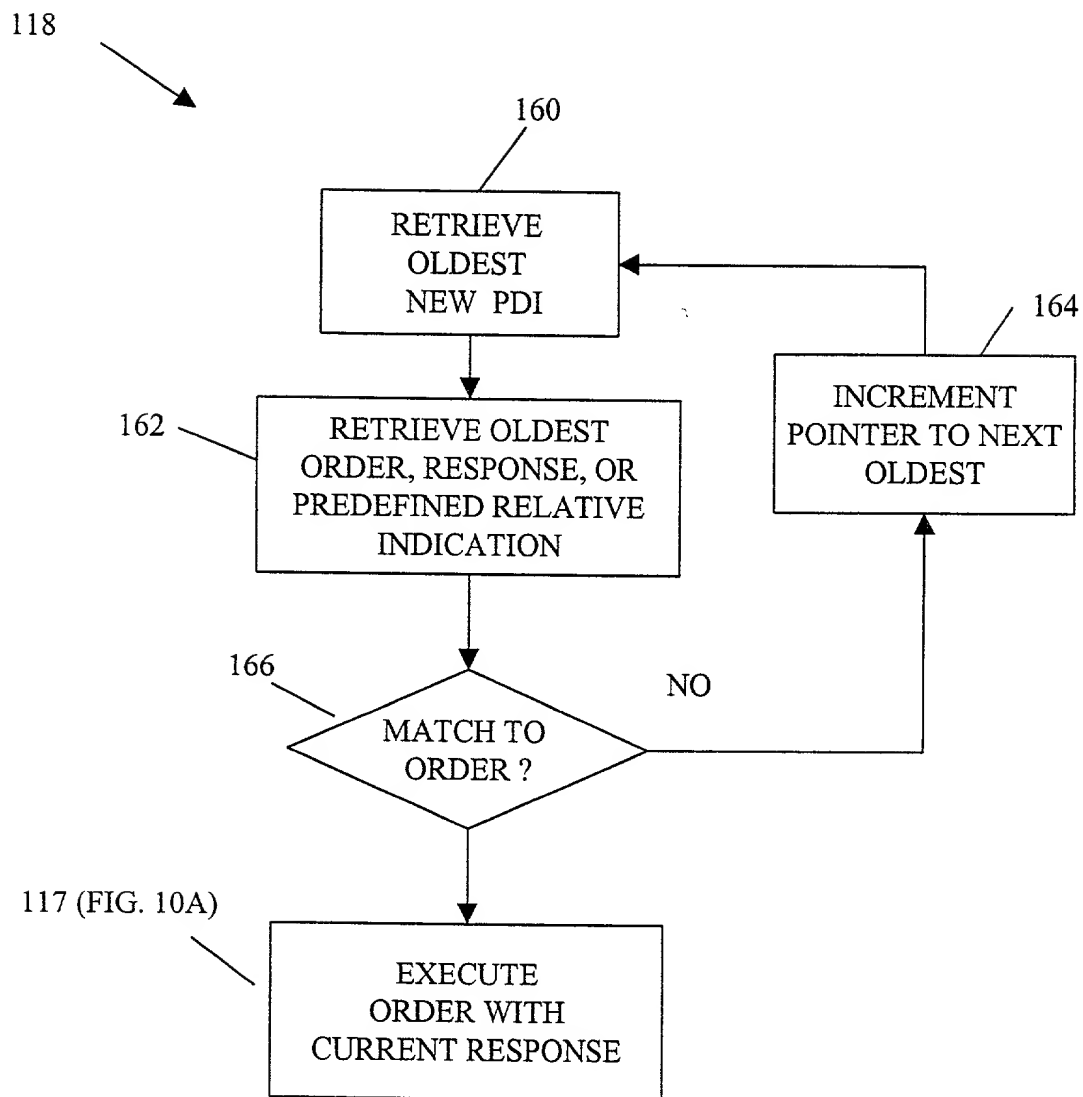 118
160
RETRIEVE
OLDEST
NEW PDI
164
INCREMENT
POINTER TO NEXT
OLDEST
162
RETRIEVE OLDEST
ORDER, RESPONSE, OR
PREDEFINED RELATIVE
INDICATION
166
NO
MATCH TO
ORDER ?
117 (FIG. 10A)
EXECUTE
ORDER WITH
CURRENT RESPONSE